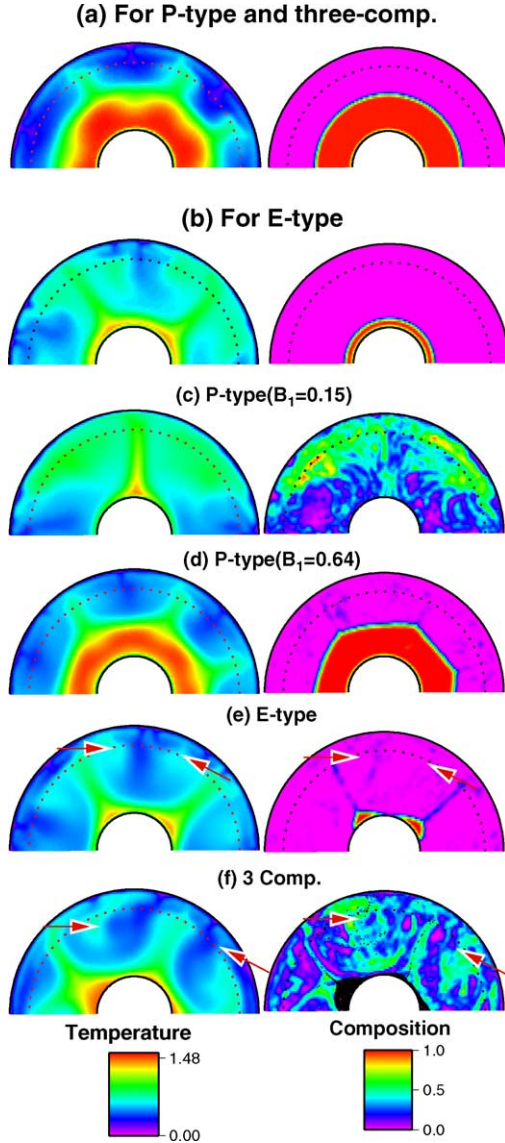 (a) For P-type and three-comp.
(b) For E-type
(c) P-type(B₁=0.15)
(d) P-type(B₁=0.64)
(e) E-type
(f) 3 Comp.
Temperature
Composition
1.48
0.00
1.0
0.5
0.0